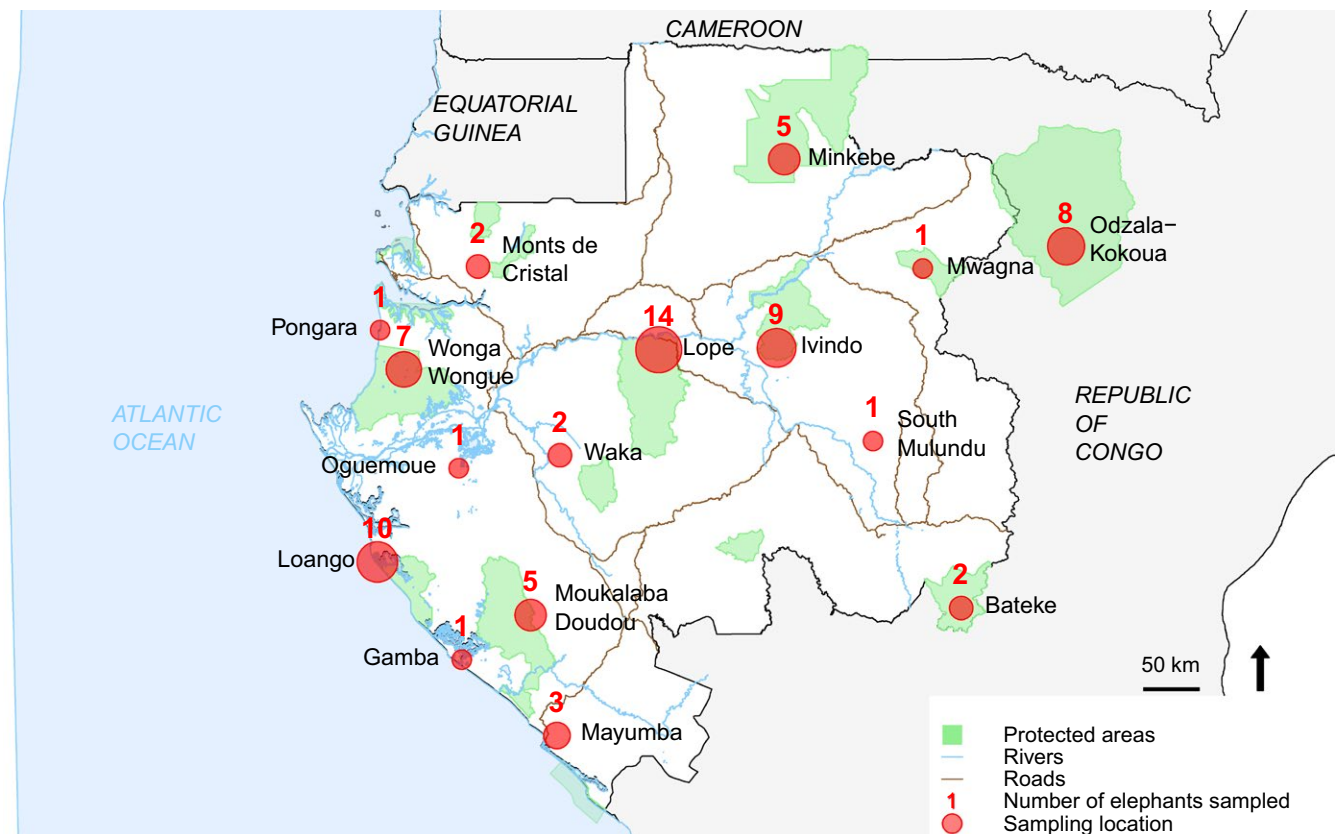 CAMEROON
EQUATORIAL
GUINEA
5
Minkebe
8
Odzala–
Kokoua
2
Monts de
Cristal
1
Mwagna
1
Pongara
7
Wonga
Wongue
14
Lope
9
Ivindo
ATLANTIC
OCEAN
REPUBLIC
OF
CONGO
1
South
Mulundu
2
Waka
1
Oguemoue
10
Loango
5
Moukalaba
Doudou
2
Bateke
1
Gamba
3
Mayumba
50 km
Protected areas
Rivers
Roads
1 Number of elephants sampled
Sampling location